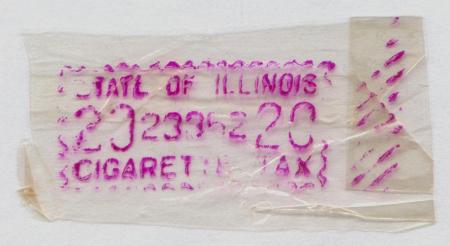 STATE OF ILLINOIS
20 23362 20
CIGARETTE TAX